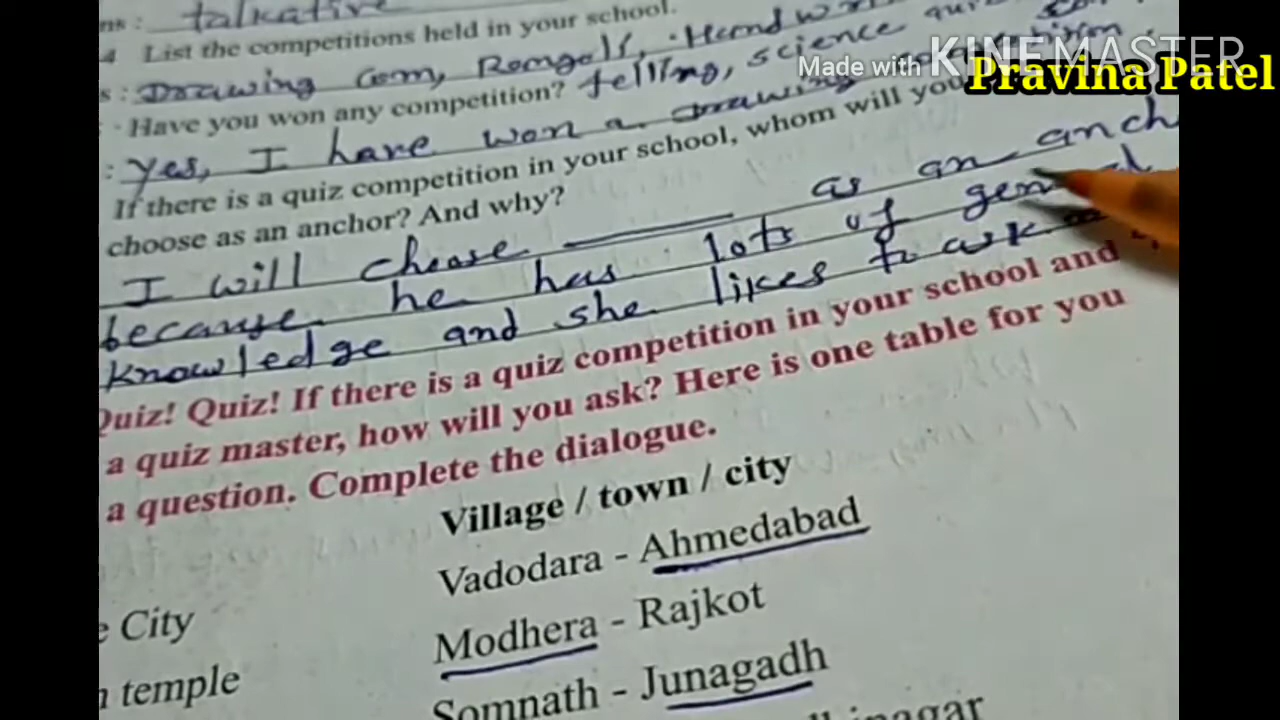 ns : talkative
4 List the competitions held in your school.
s : Drawing Com, Rangoli,
Made with KINEMASTER
Pravina Patel
Have you won any competition? telling, science
: Yes, I have won a Drawing
If there is a quiz competition in your school, whom will you
choose as an anchor? And why?
I will choose ______ as an anch
because he has lots of
knowledge and she likes to ask
Quiz! Quiz! If there is a quiz competition in your school and
a quiz master, how will you ask? Here is one table for you
a question. Complete the dialogue.
Village / town / city
Vadodara - Ahmedabad
e City
Modhera - Rajkot
n temple
Somnath - Junagadh